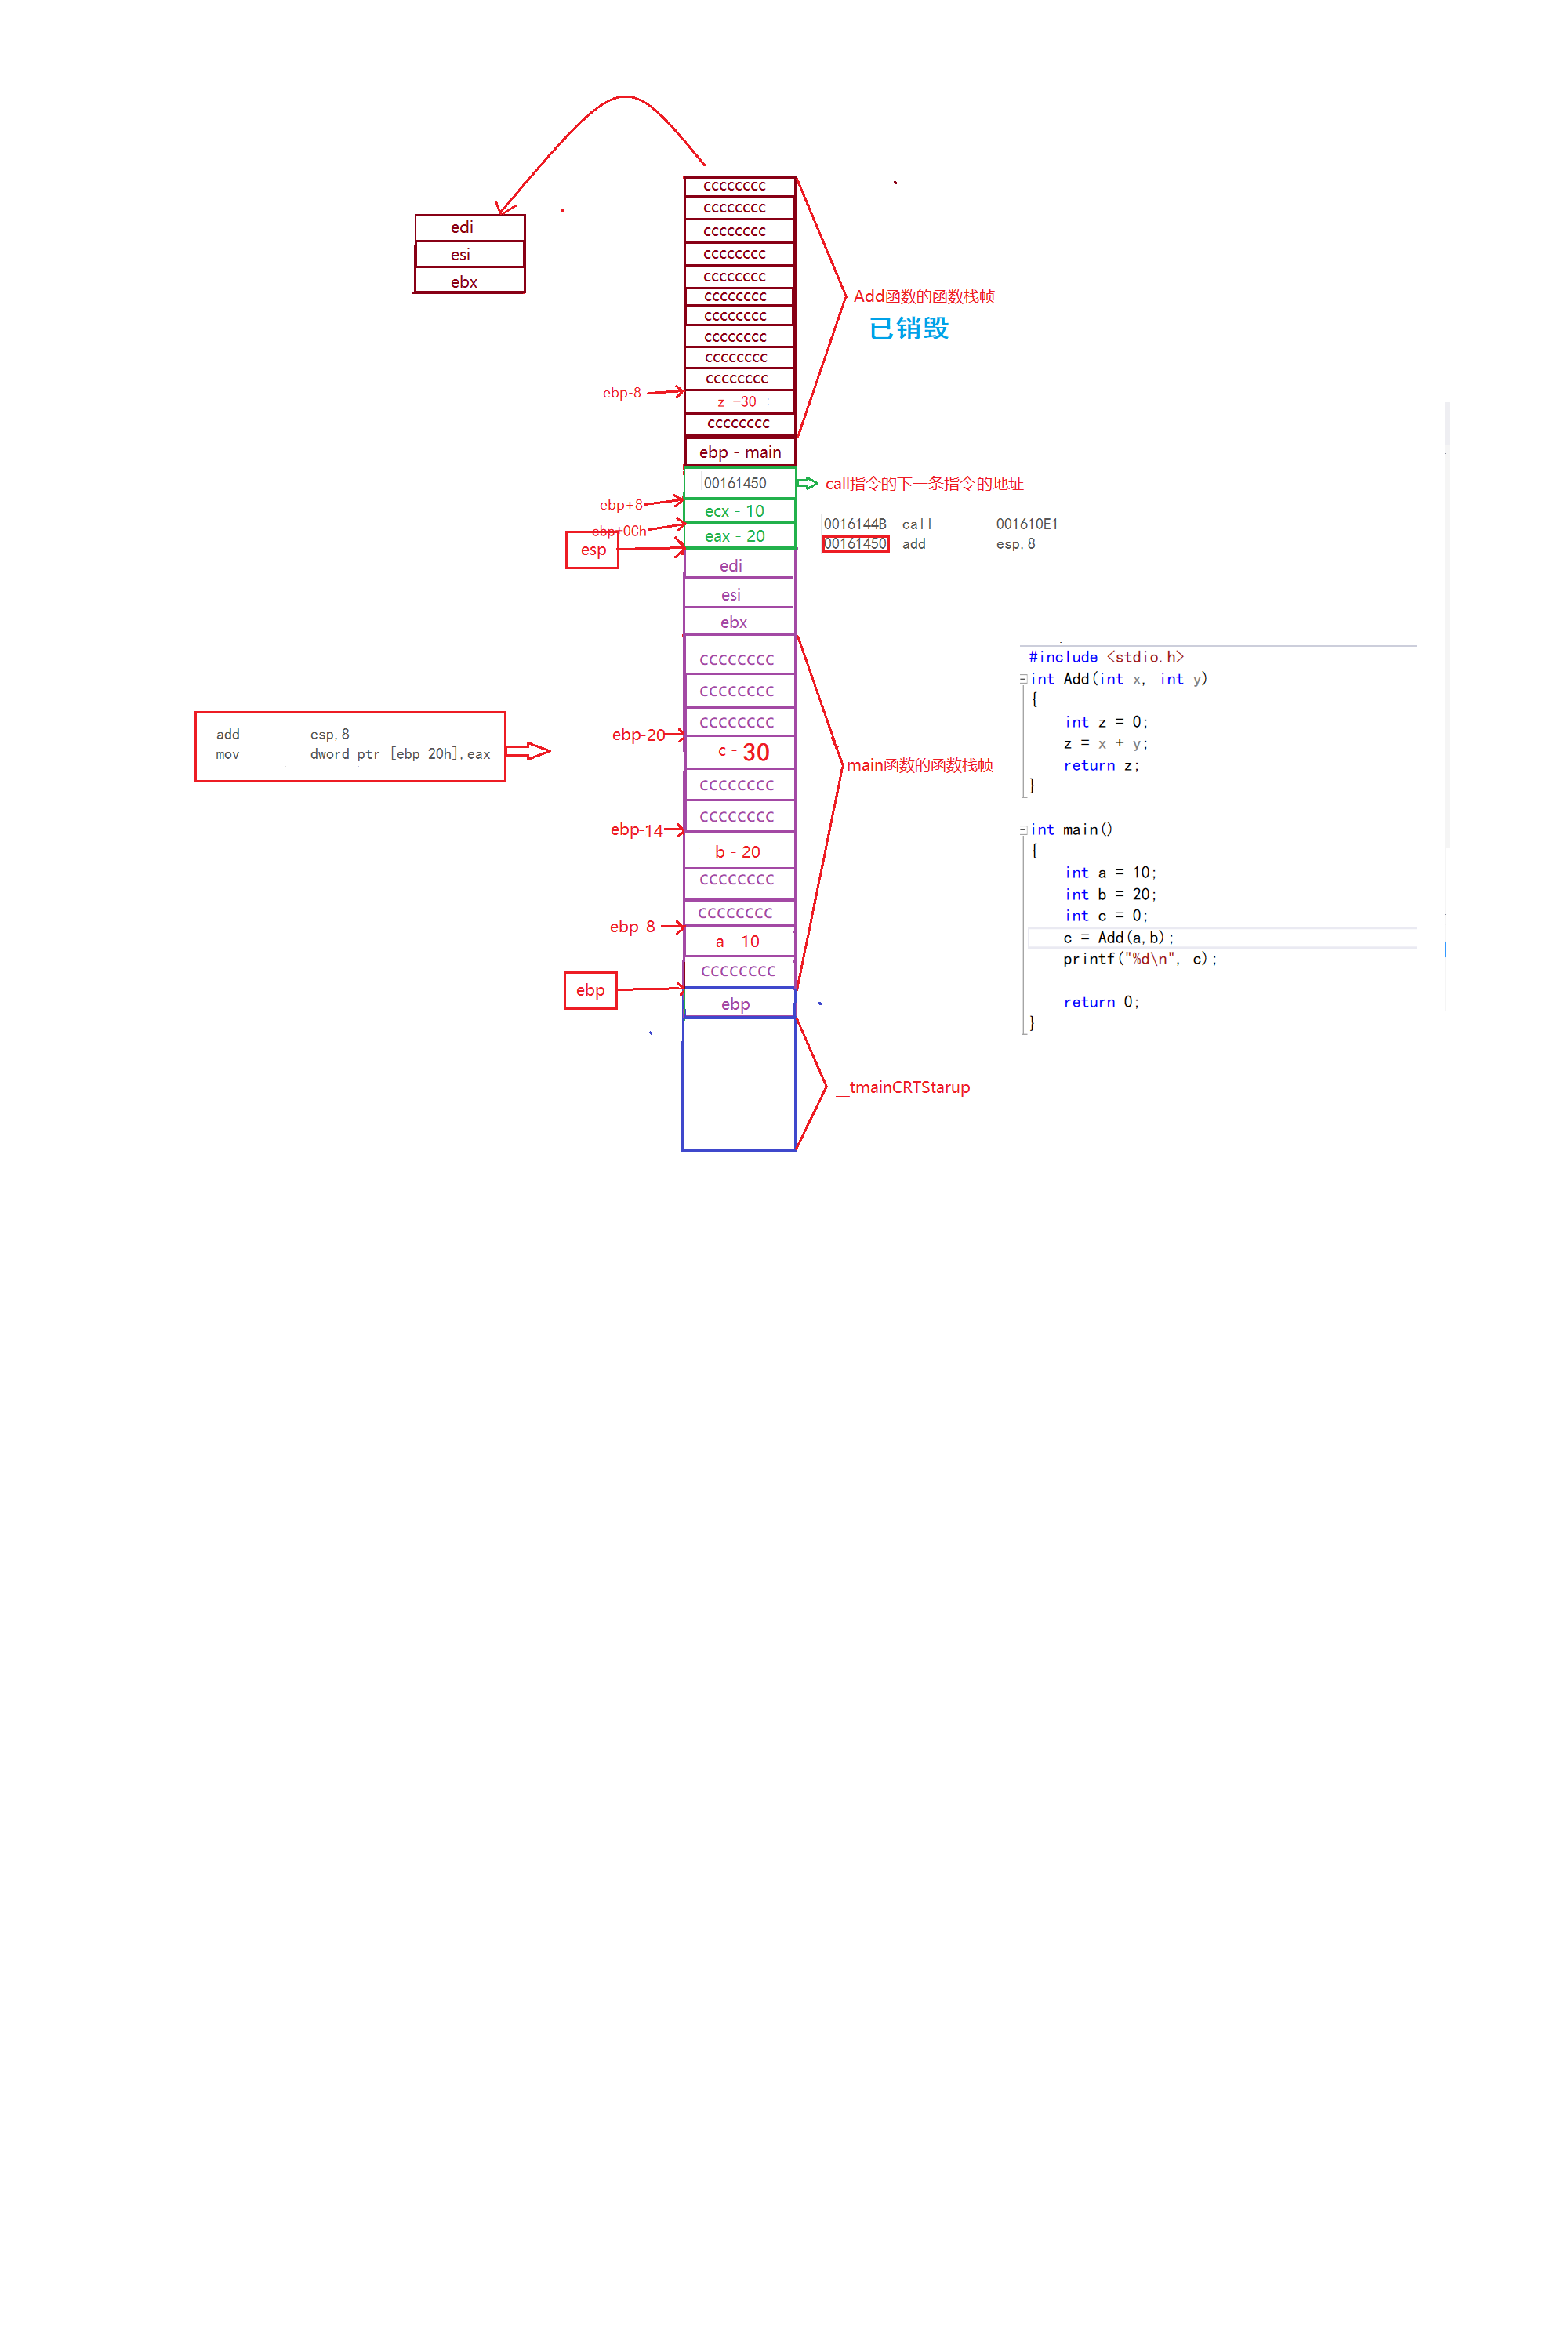 edi
esi
ebx
cccccccc
cccccccc
cccccccc
cccccccc
cccccccc
cccccccc
cccccccc
cccccccc
cccccccc
cccccccc
ebp-8
z -30
cccccccc
Add函数的函数栈帧
已销毁
ebp - main
00161450
call指令的下一条指令的地址
ebp+8
ecx - 10
ebp+0Ch
eax - 20
0016144B call 001610E1
00161450 add esp,8
esp
edi
esi
ebx
cccccccc
cccccccc
cccccccc
ebp-20
c - 30
cccccccc
cccccccc
ebp-14
b - 20
cccccccc
cccccccc
ebp-8
a - 10
cccccccc
main函数的函数栈帧
add esp,8
mov dword ptr [ebp-20h],eax
ebp
ebp
__tmainCRTStarup
#include <stdio.h>
int Add(int x, int y)
{
int z = 0;
z = x + y;
return z;
}
int main()
{
int a = 10;
int b = 20;
int c = 0;
c = Add(a,b);
printf("%d\n", c);
return 0;
}